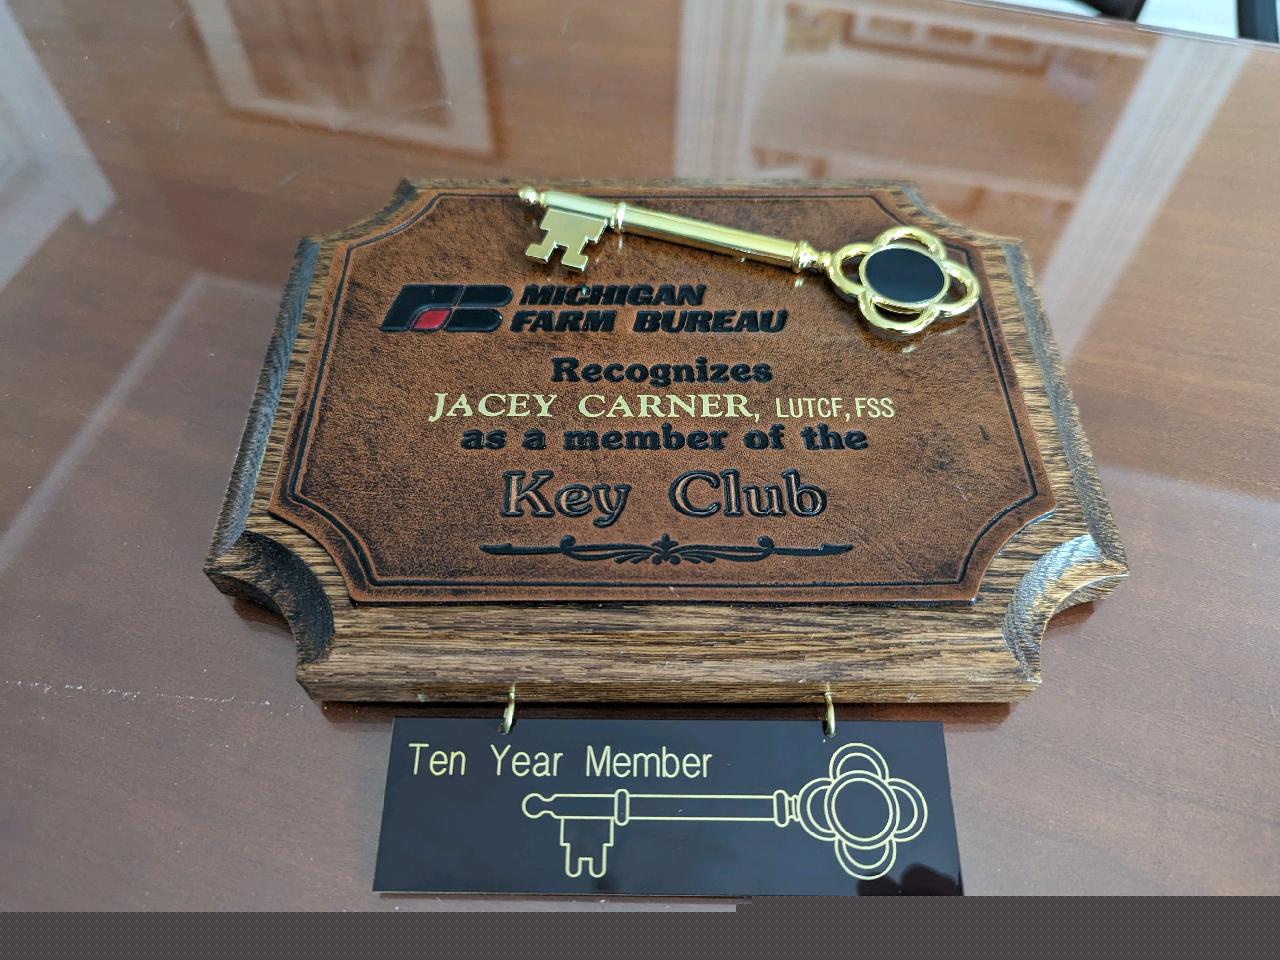 MICHIGAN
FARM BUREAU
Recognizes
JACEY CARNER, LUTCF, FSS
as a member of the
Key Club
Ten Year Member